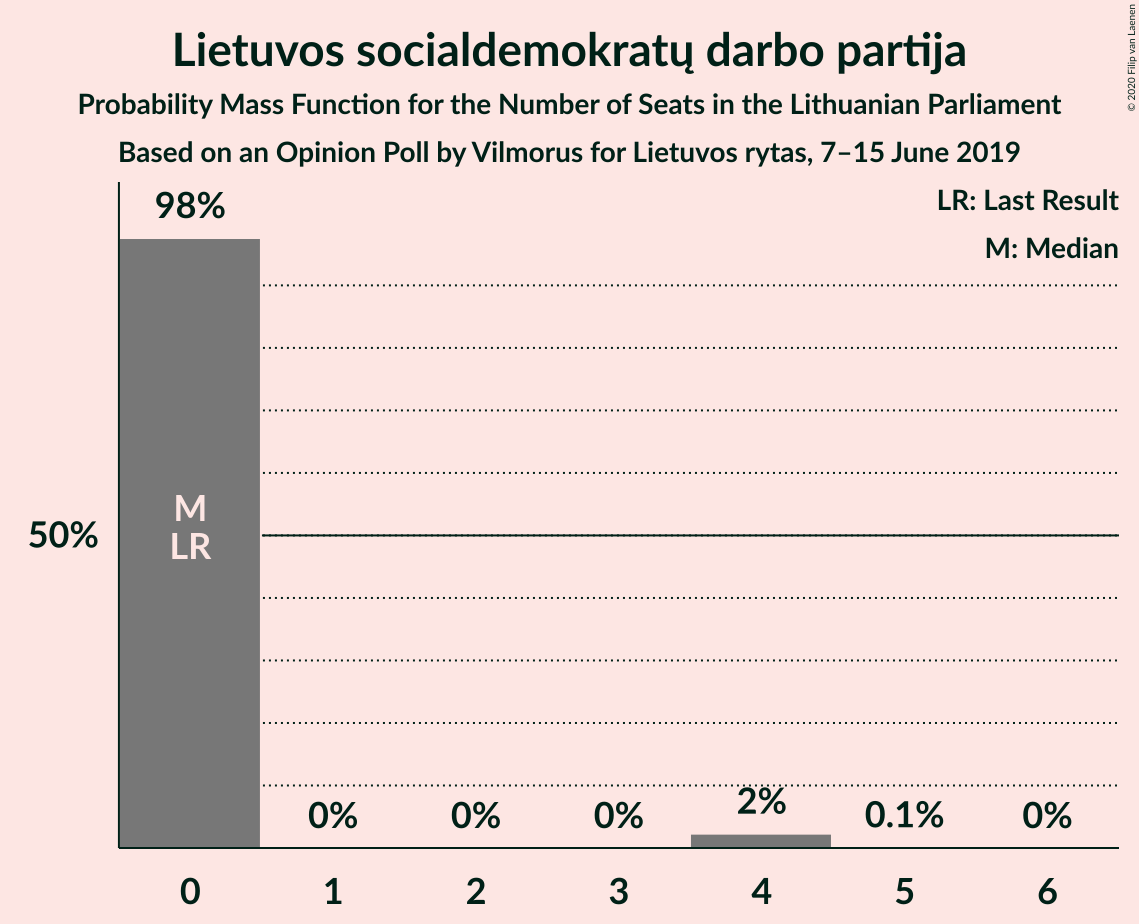 Lietuvos socialdemokratų darbo partija
Probability Mass Function for the Number of Seats in the Lithuanian Parliament
Based on an Opinion Poll by Vilmorus for Lietuvos rytas, 7–15 June 2019
© 2020 Filip van Laenen
LR: Last Result
M: Median
98%
50%
M
LR
0% 0% 0% 2% 0.1% 0%
0 1 2 3 4 5 6